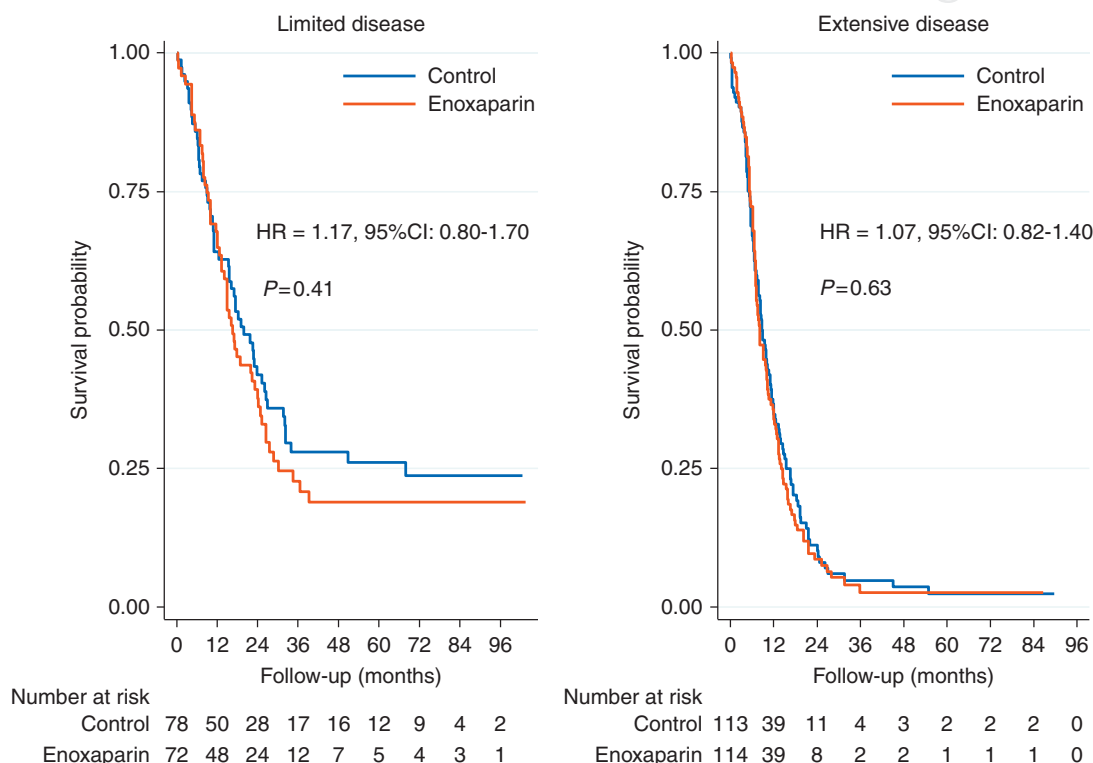 Limited disease
1.00
0.75
0.50
0.25
0.00
Survival probability
Control
Enoxaparin
HR = 1.17, 95%CI: 0.80-1.70
P=0.41
0 12 24 36 48 60 72 84 96
Follow-up (months)
Number at risk
Control 78 50 28 17 16 12 9 4 2
Enoxaparin 72 48 24 12 7 5 4 3 1
Extensive disease
1.00
0.75
0.50
0.25
0.00
Survival probability
Control
Enoxaparin
HR = 1.07, 95%CI: 0.82-1.40
P=0.63
0 12 24 36 48 60 72 84 96
Follow-up (months)
Number at risk
Control 113 39 11 4 3 2 2 2 0
Enoxaparin 114 39 8 2 2 1 1 1 0